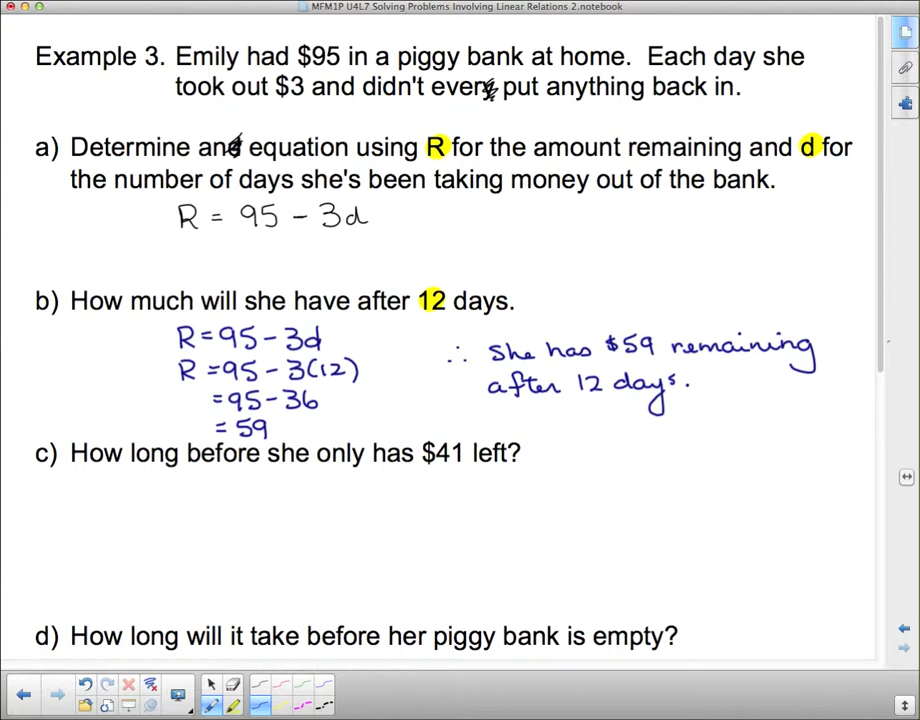 MFM1P U4L7 Solving Problems Involving Linear Relations 2.notebook
Example 3. Emily had $95 in a piggy bank at home. Each day she
took out $3 and didn't ever put anything back in.
a) Determine an equation using R for the amount remaining and d for
the number of days she's been taking money out of the bank.
R = 95 - 3d
b) How much will she have after 12 days.
R = 95 - 3d
R = 95 - 3(12)
= 95 - 36
= 59
∴ She has $59 remaining
after 12 days.
c) How long before she only has $41 left?
d) How long will it take before her piggy bank is empty?